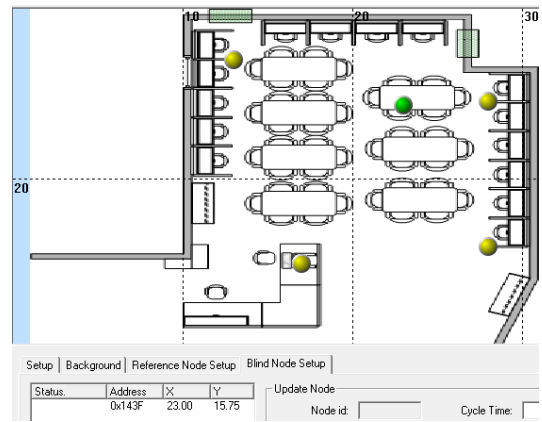 10 20 30
20
Setup Background Reference Node Setup Blind Node Setup
Status. Address X Y Update Node
0x143F 23.00 15.75 Node id: Cycle Time: